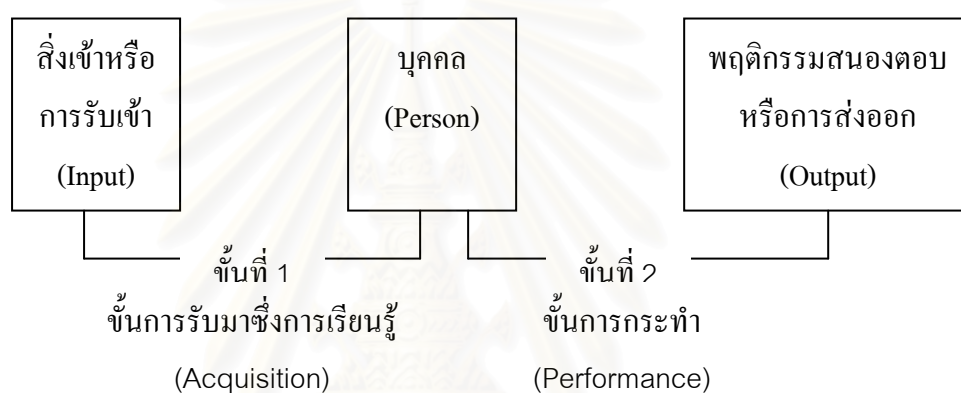 สิ่งเข้าหรือ
การรับเข้า
(Input)
บุคคล
(Person)
พฤติกรรมสนองตอบ
หรือการส่งออก
(Output)
ขั้นที่ 1
ขั้นการรับมาซึ่งการเรียนรู้
(Acquisition)
ขั้นที่ 2
ขั้นการกระทำ
(Performance)